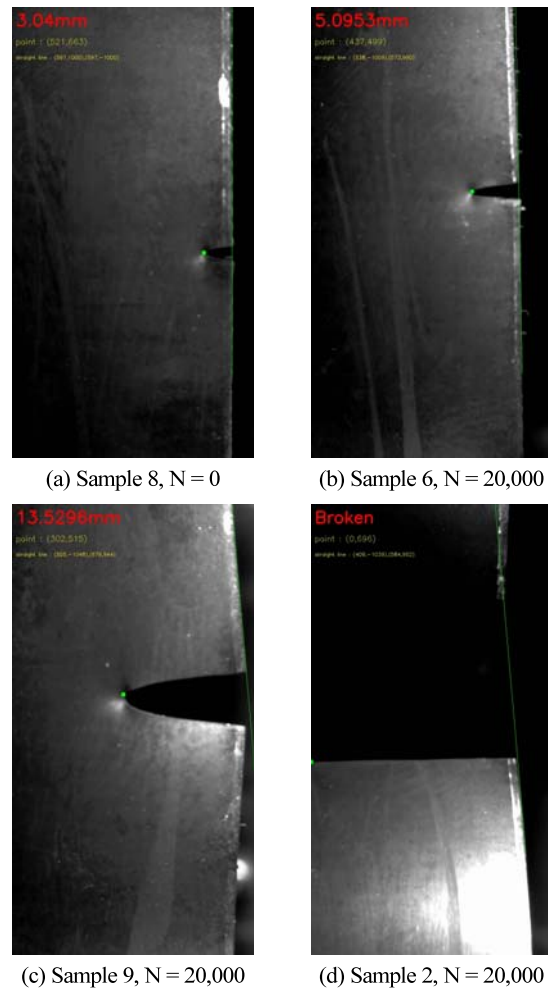 3.04mm
point : (521,663)
5.0953mm
point : (437,499)
(a) Sample 8, N = 0
(b) Sample 6, N = 20,000
13.5296mm
point : (302,515)
Broken
point : (0,696)
(c) Sample 9, N = 20,000
(d) Sample 2, N = 20,000